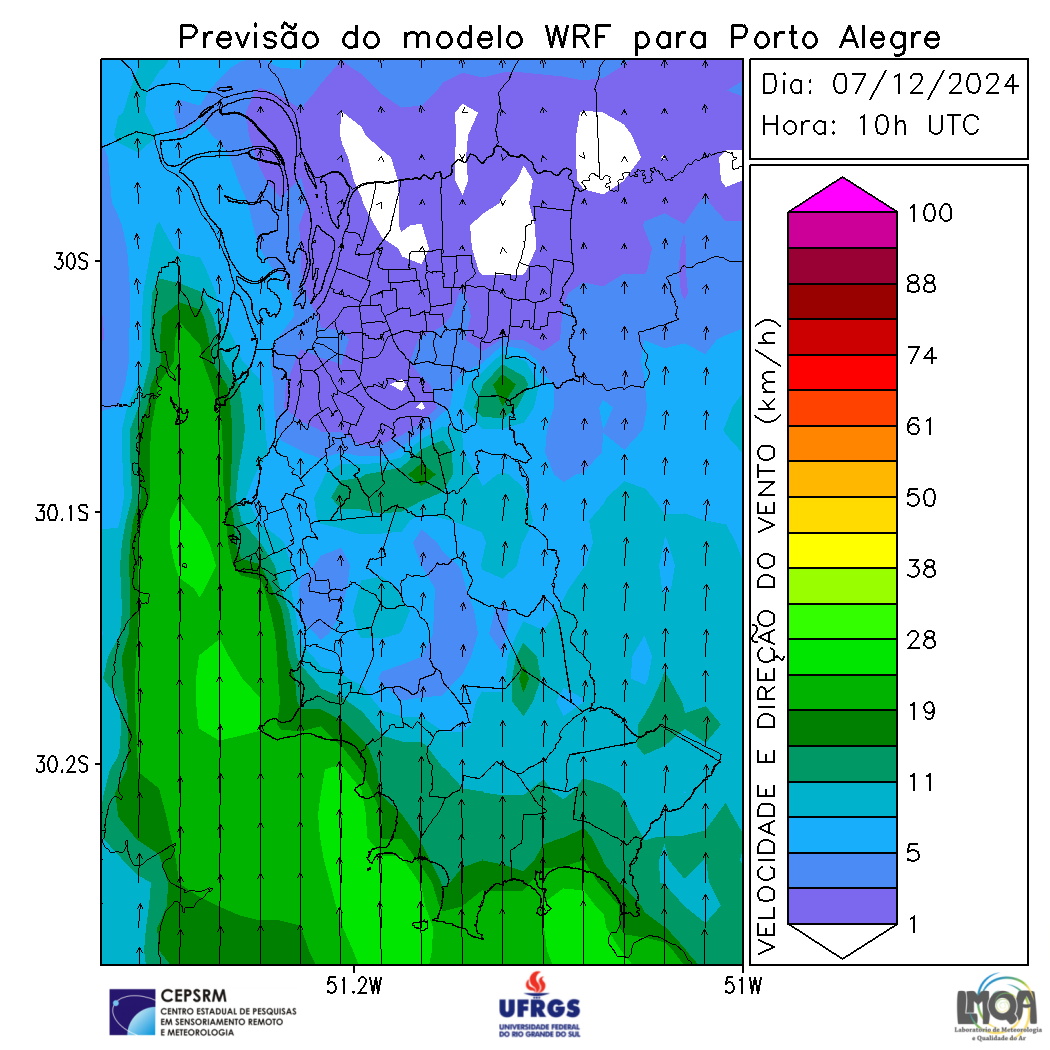 Previsão do modelo WRF para Porto Alegre
Dia: 07/12/2024
Hora: 10h UTC
30S
30.1S
30.2S
51.2W
51W
VELOCIDADE E DIREÇÃO DO VENTO (km/h)
100
88
74
61
50
38
28
19
11
5
1
CEPSRM
CENTRO ESTADUAL DE PESQUISAS
EM SENSORIAMENTO REMOTO
E METEOROLOGIA
UFRGS
UNIVERSIDADE FEDERAL
DO RIO GRANDE DO SUL
LMQA
Laboratório de Meteorologia
e Qualidade do Ar